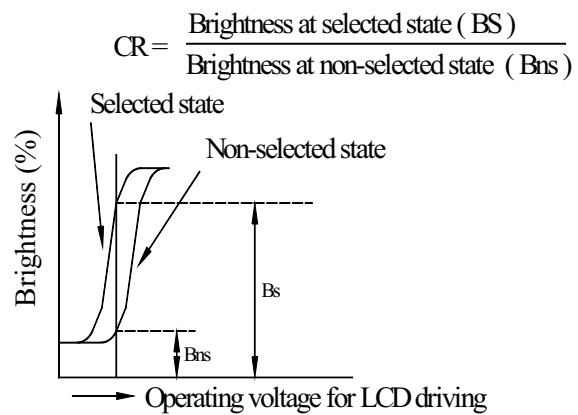 CR = Brightness at selected state ( BS )
Brightness at non-selected state ( Bns )
Selected state
Non-selected state
Brightness (%)
Bs
Bns
Operating voltage for LCD driving